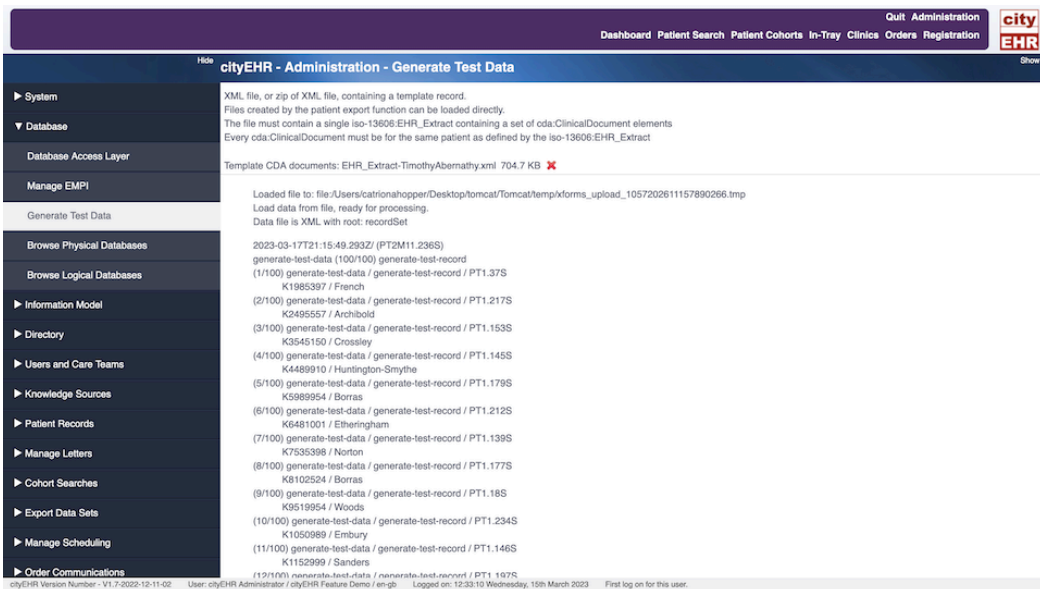 Quit Administration
Dashboard Patient Search Patient Cohorts In-Tray Clinics Orders Registration
city
EHR
Hide
cityEHR - Administration - Generate Test Data
Show
▶ System
▼ Database
Database Access Layer
Manage EMPI
Generate Test Data
Browse Physical Databases
Browse Logical Databases
▶ Information Model
▶ Directory
▶ Users and Care Teams
▶ Knowledge Sources
▶ Patient Records
▶ Manage Letters
▶ Cohort Searches
▶ Export Data Sets
▶ Manage Scheduling
▶ Order Communications
XML file, or zip of XML file, containing a template record.
Files created by the patient export function can be loaded directly.
The file must contain a single iso-13606:EHR_Extract containing a set of cda:ClinicalDocument elements
Every cda:ClinicalDocument must be for the same patient as defined by the iso-13606:EHR_Extract
Template CDA documents: EHR_Extract-TimothyAbernathy.xml 704.7 KB
Loaded file to: file:/Users/catrionahopper/Desktop/tomcat/Tomcat/temp/xforms_upload_1057202611157890266.tmp
Load data from file, ready for processing.
Data file is XML with root: recordSet
2023-03-17T21:15:49.293Z/ (PT2M11.236S)
generate-test-data (100/100) generate-test-record
(1/100) generate-test-data / generate-test-record / PT1.37S
K1985397 / French
(2/100) generate-test-data / generate-test-record / PT1.217S
K2495557 / Archibold
(3/100) generate-test-data / generate-test-record / PT1.153S
K3545150 / Crossley
(4/100) generate-test-data / generate-test-record / PT1.145S
K4489910 / Huntington-Smythe
(5/100) generate-test-data / generate-test-record / PT1.179S
K5989954 / Borras
(6/100) generate-test-data / generate-test-record / PT1.212S
K6481001 / Etheringham
(7/100) generate-test-data / generate-test-record / PT1.139S
K7535398 / Norton
(8/100) generate-test-data / generate-test-record / PT1.177S
K8102524 / Borras
(9/100) generate-test-data / generate-test-record / PT1.18S
K9519954 / Woods
(10/100) generate-test-data / generate-test-record / PT1.234S
K1050989 / Embury
(11/100) generate-test-data / generate-test-record / PT1.146S
K1152999 / Sanders
(12/100) generate-test-data / generate-test-record / PT1.197S
cityEHR Version Number - V1.7-2022-12-11-02 User: cityEHR Administrator / cityEHR Feature Demo / en-gb Logged on: 12:33:10 Wednesday, 15th March 2023 First log on for this user.